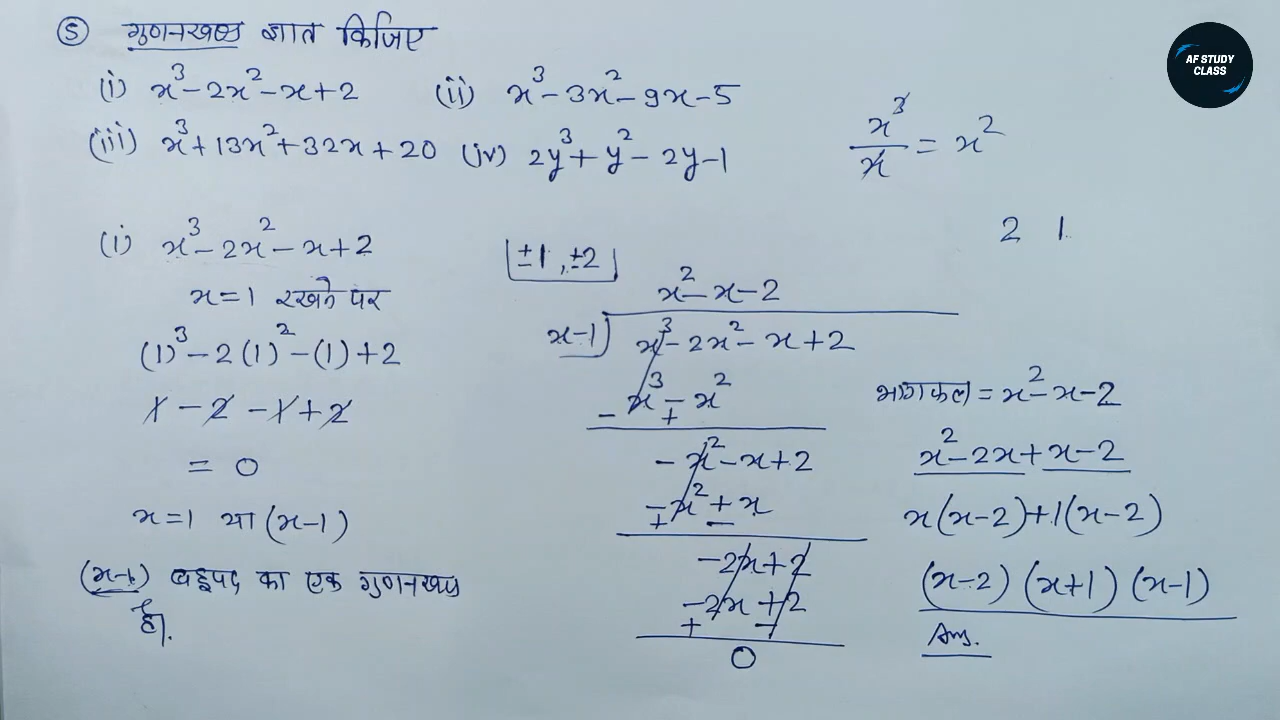 ⑤ गुणनखण्ड ज्ञात किजिए
(i) x³-2x²-x+2 (ii) x³-3x²-9x-5
(iii) x³+13x²+32x+20 (iv) 2y³+y²-2y-1
x³/x = x²
2 1
(i) x³-2x²-x+2
x=1 रखने पर
(1)³-2(1)²-(1)+2
1-2-1+2
= 0
x=1 या (x-1)
(x-1) बहुपद का एक गुणनखण्ड
है।
±1, ±2
x²-x-2
x-1) x³-2x²-x+2
x³-x²
- +
-x²-x+2
-x²+x
+ -
-2x+2
-2x+2
+ -
0
भागफल = x²-x-2
x²-2x+x-2
x(x-2)+1(x-2)
(x-2) (x+1) (x-1)
Ans.
AF STUDY
CLASS